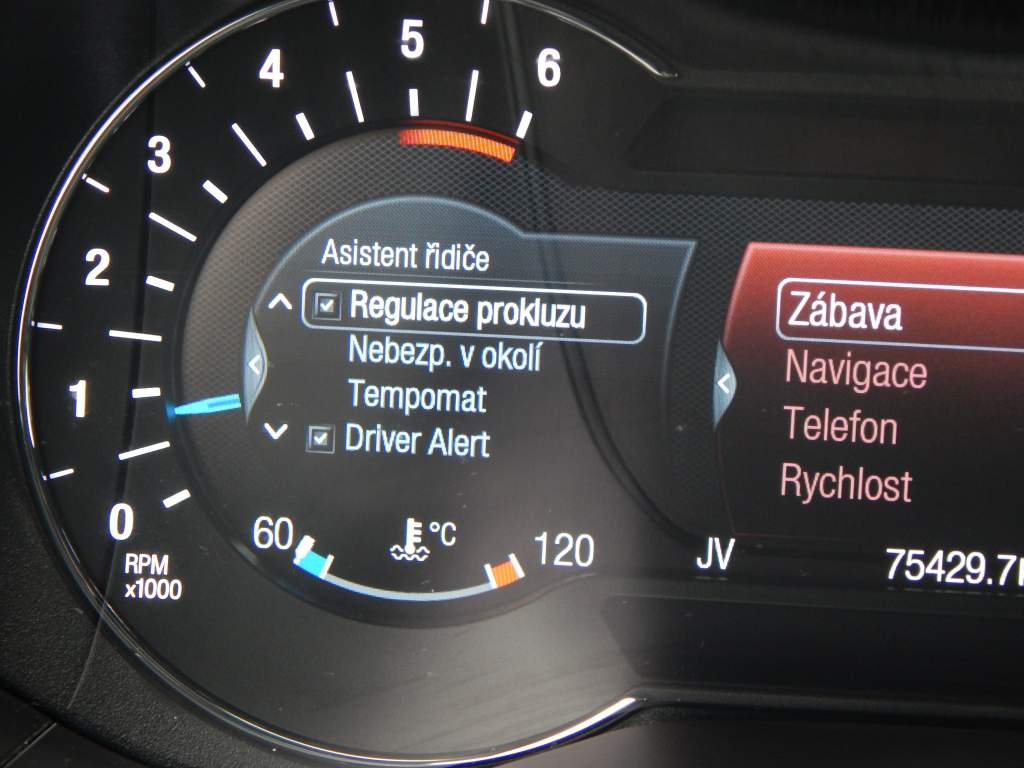 6
5
4
3
2
1
0
RPM
x1000
Asistent řidiče
Regulace prokluzu
Nebezp. v okolí
Tempomat
Driver Alert
60
°C
120
Zábava
Navigace
Telefon
Rychlost
JV
75429.7